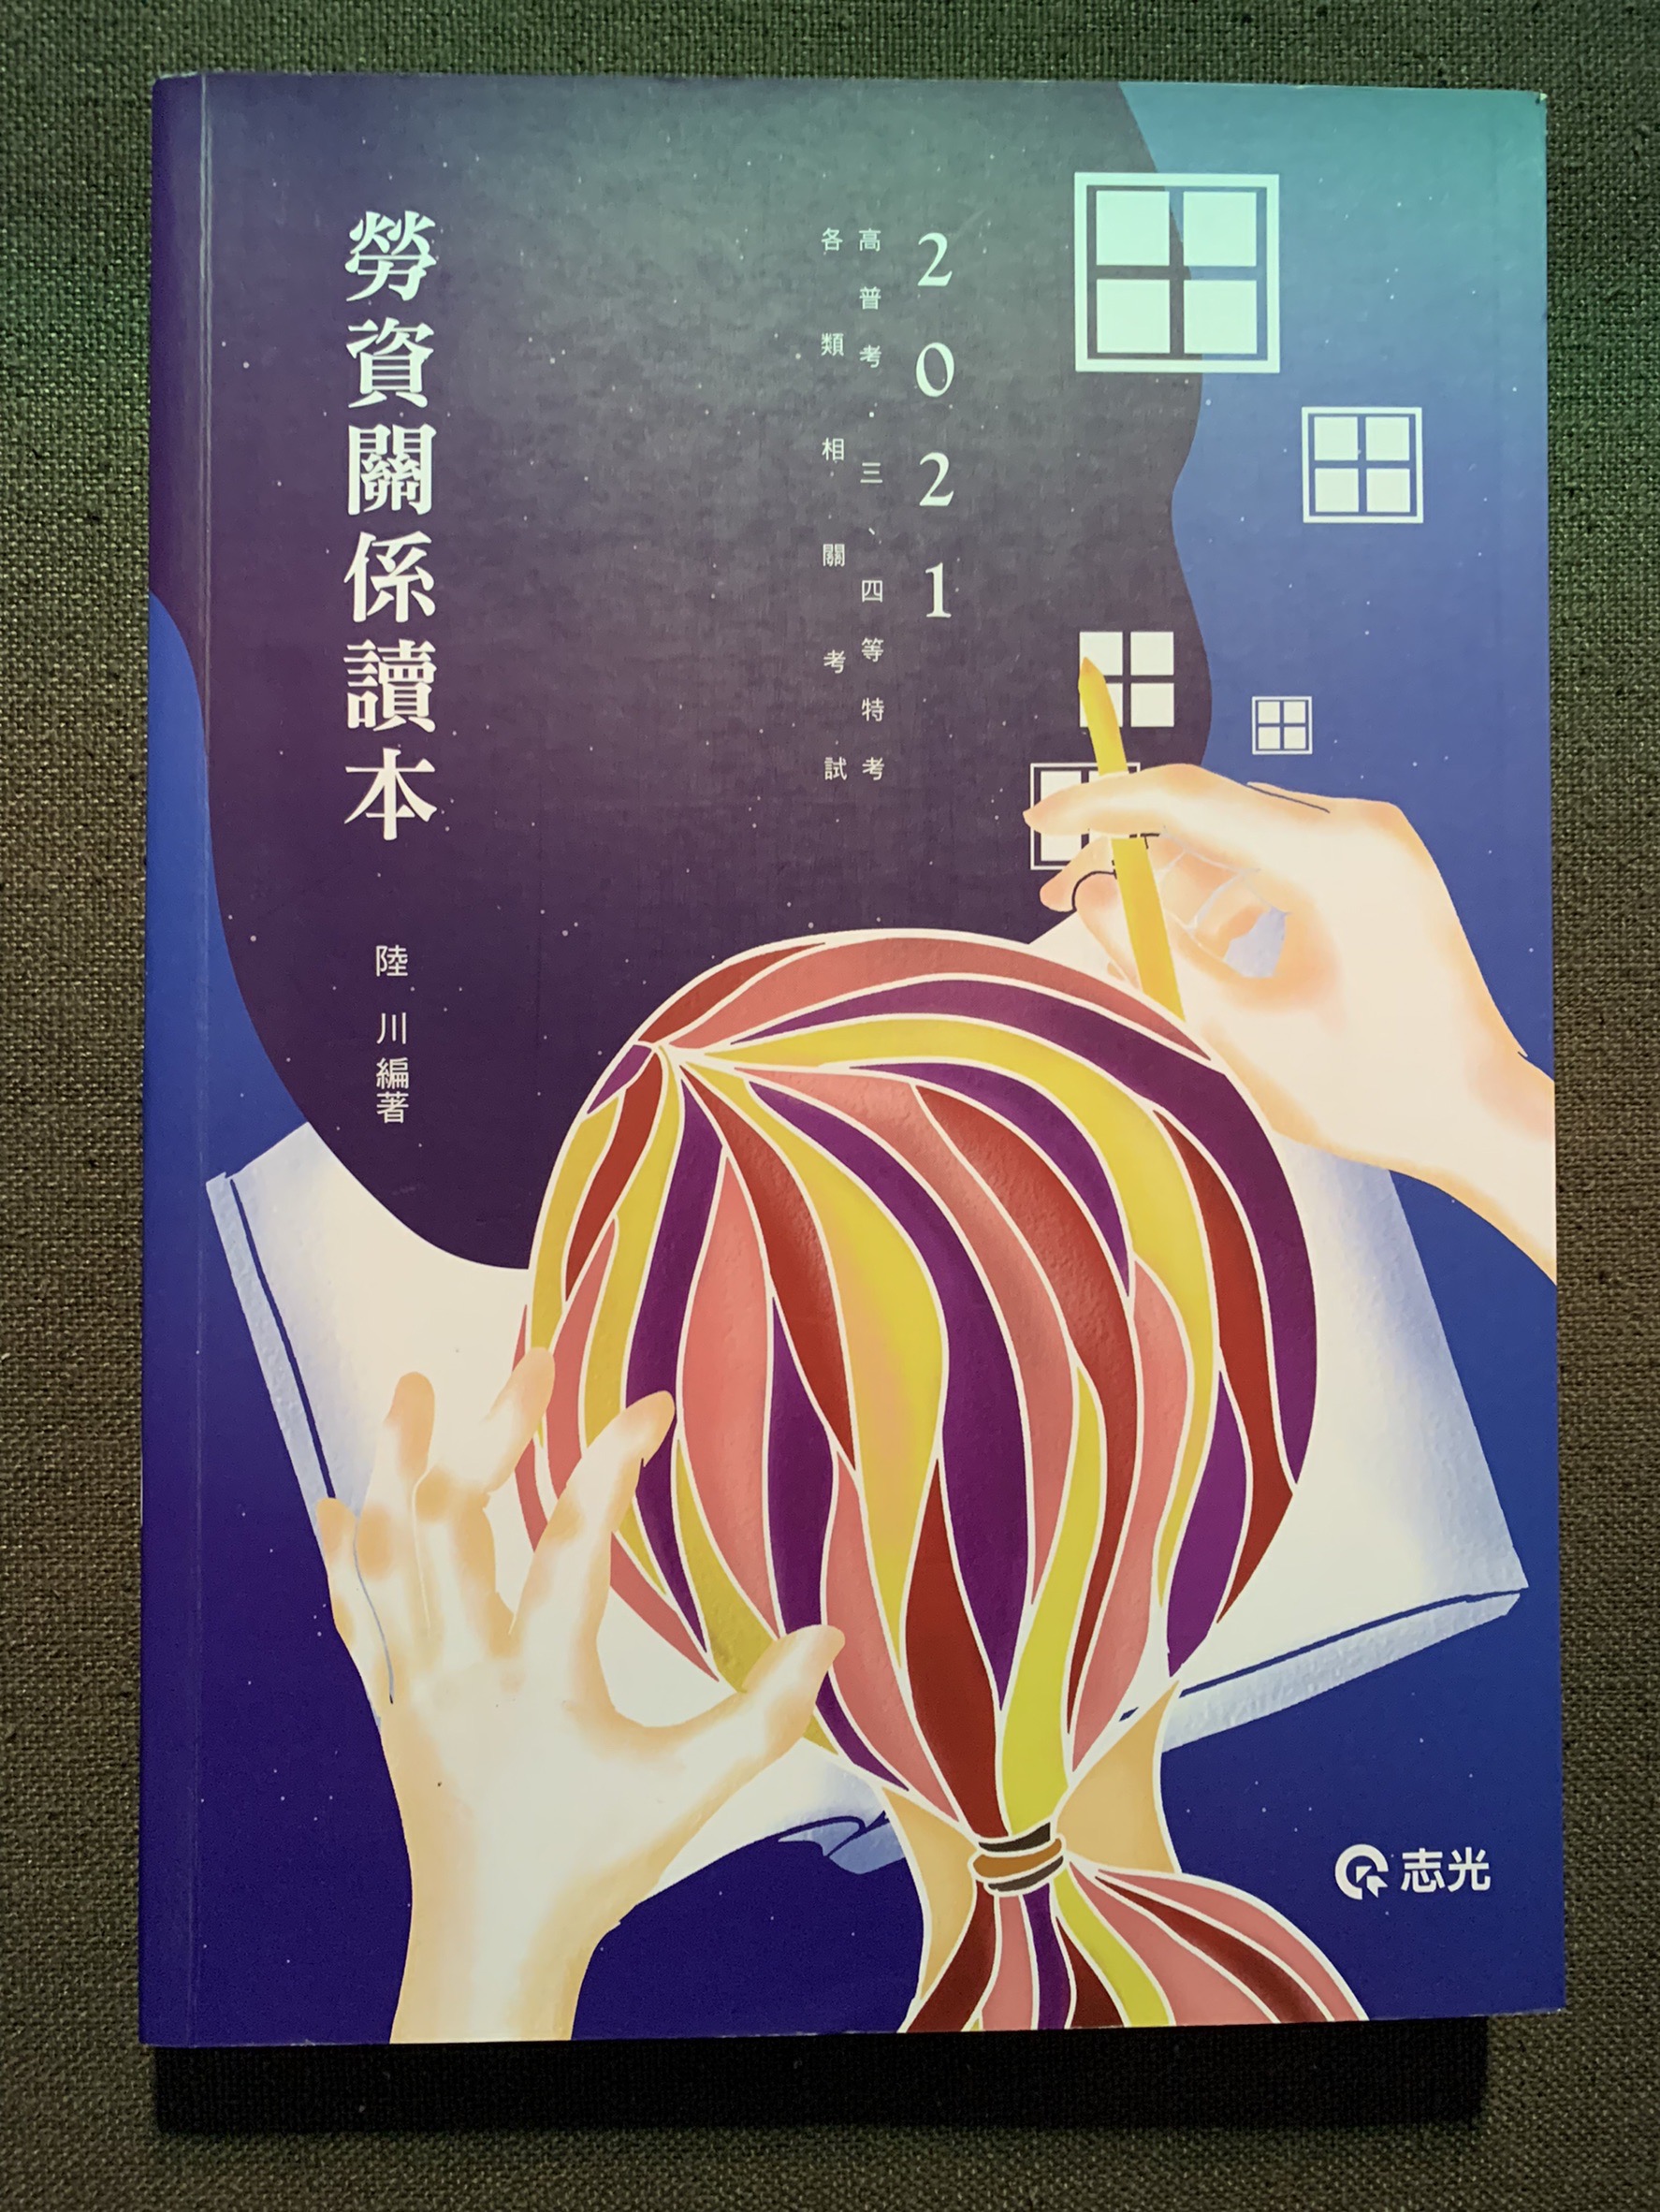 2021
高普考・三、四等特考
各類相關考試
勞資關係讀本
陸川編著
志光